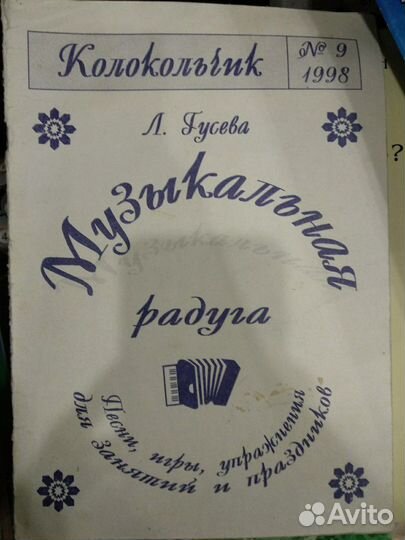 Колокольчик
№ 9
1998
Л. Гусева
Музыкальная
радуга
Песни, игры, упражнения
для занятий и праздников
?
Avito